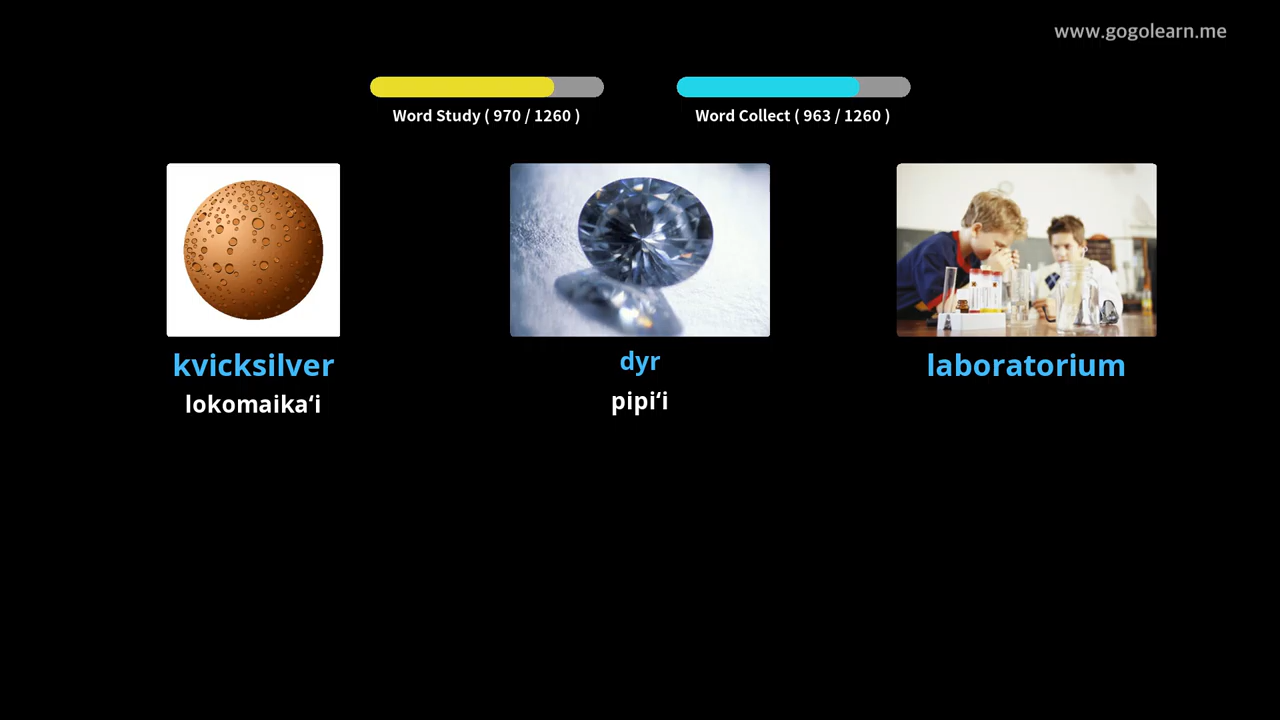 www.gogolearn.me
Word Study ( 970 / 1260 )
Word Collect ( 963 / 1260 )
kvicksilver
dyr
laboratorium
lokomaikaʻi
pipiʻi